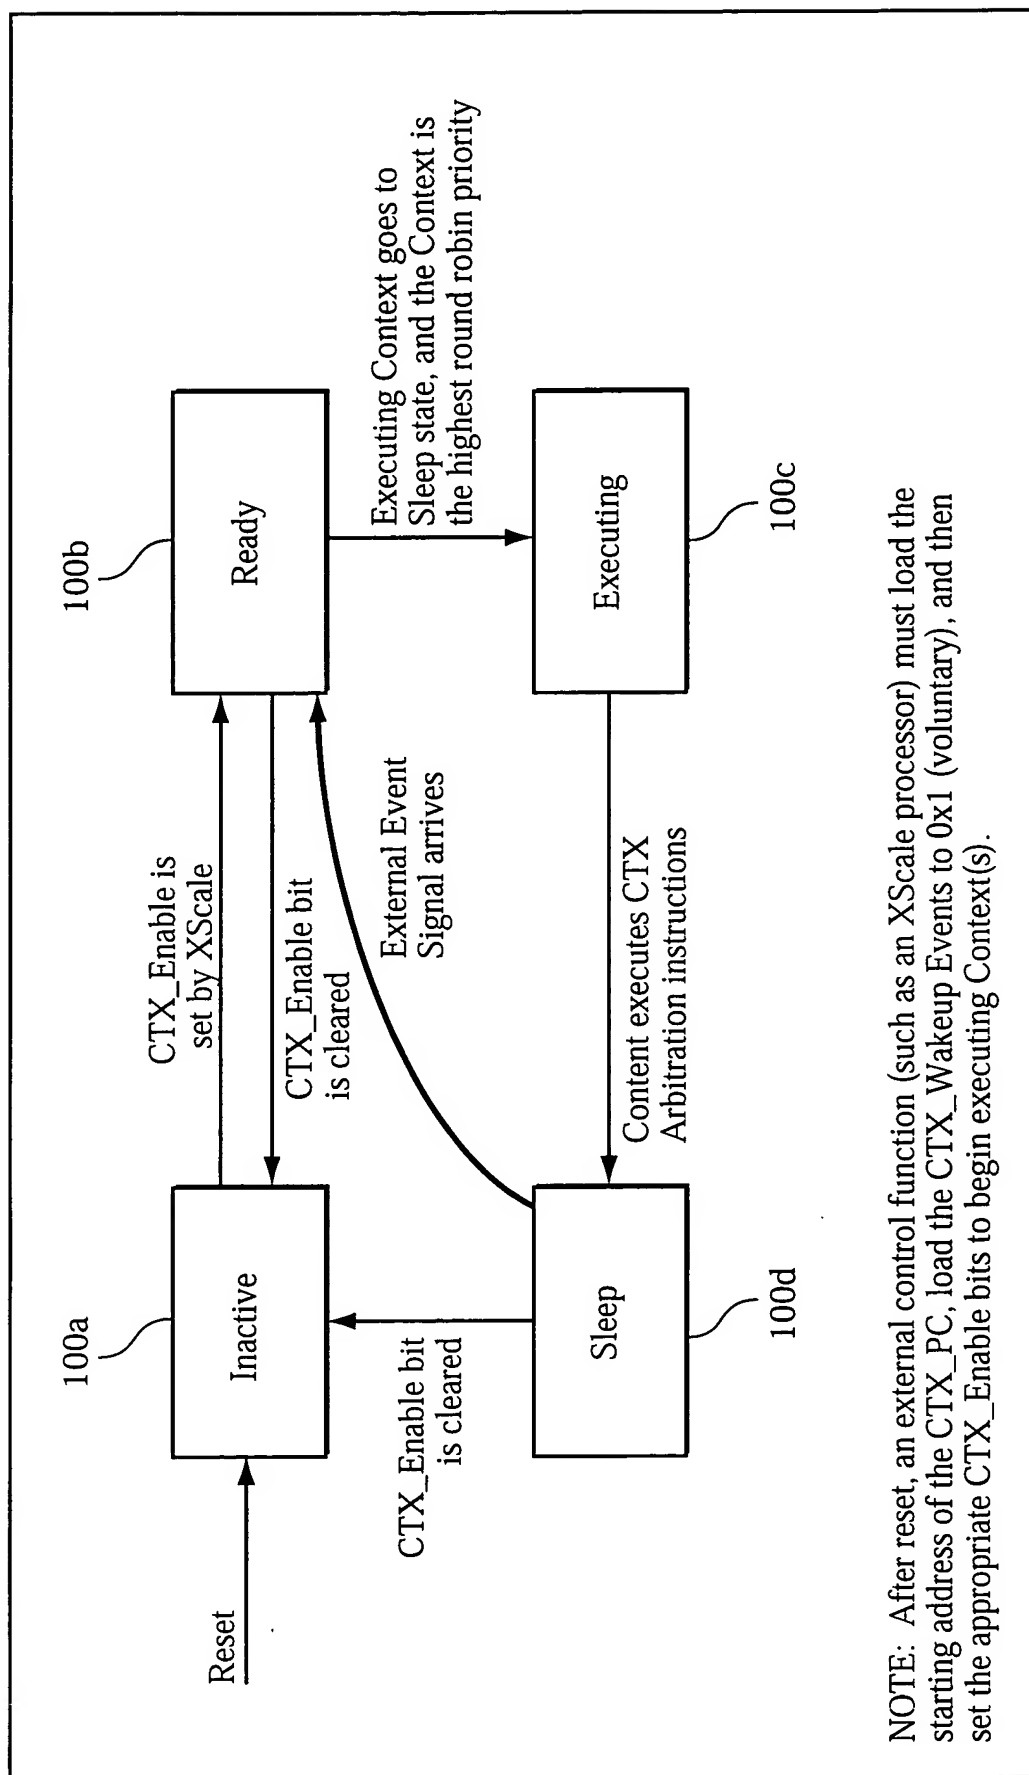 100a
100b
Reset
Inactive
CTX_Enable is
set by XScale
CTX_Enable bit
is cleared
Ready
CTX_Enable bit
is cleared
External Event
Signal arrives
Executing Context goes to
Sleep state, and the Context is
the highest round robin priority
Sleep
Content executes CTX
Arbitration instructions
Executing
100d
100c
NOTE: After reset, an external control function (such as an XScale processor) must load the
starting address of the CTX_PC, load the CTX_Wakeup Events to 0x1 (voluntary), and then
set the appropriate CTX_Enable bits to begin executing Context(s).